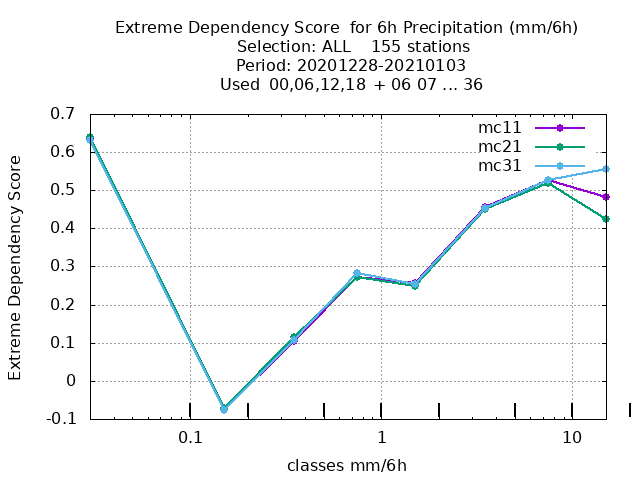 Extreme Dependency Score  for 6h Precipitation (mm/6h)
Selection: ALL    155 stations
Period: 20201228-20210103
Used  00,06,12,18  + 06 07 ... 36
0.7
0.6
0.5
0.4
0.3
0.2
0.1
0
-0.1
Extreme Dependency Score
mc11
mc21
mc31
0.1
1
10
classes mm/6h